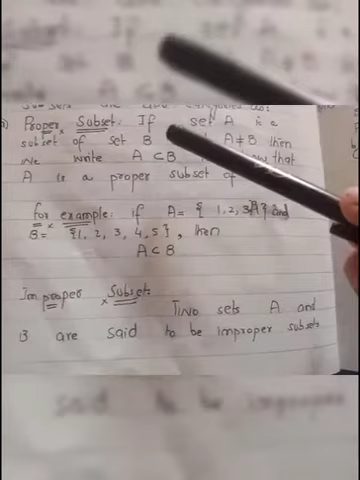 Proper Subset: If set A is a
subset of set B A ≠ B then
we write A ⊂ B that
A is a proper subset of
for example: if A = { 1, 2, 3 } and
B = {1, 2, 3, 4, 5}, then
A ⊂ B
Improper Subset:
Two sets A and
B are said to be improper subsets